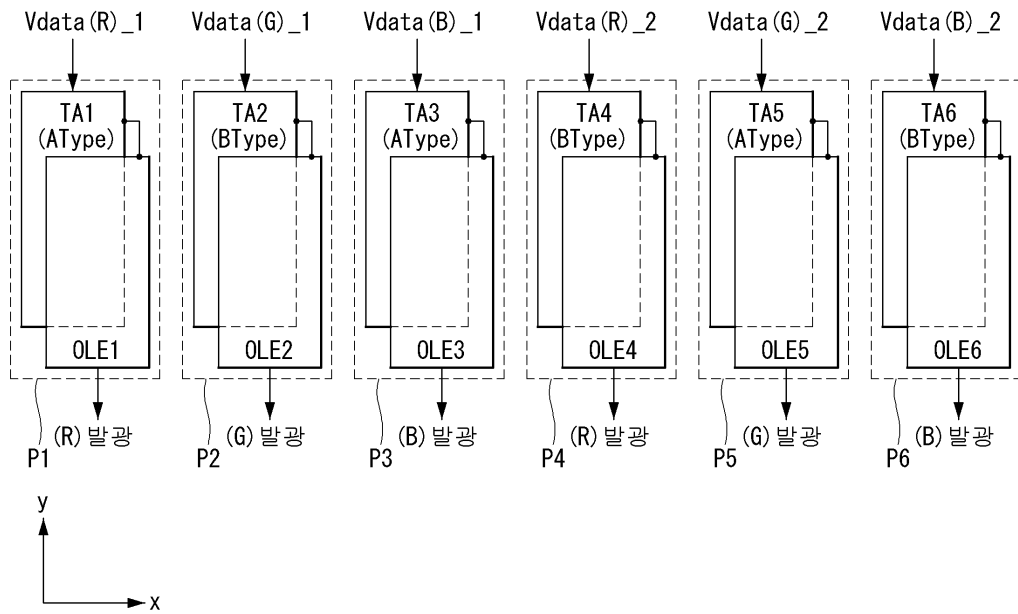 Vdata(R)_1 Vdata(G)_1 Vdata(B)_1 Vdata(R)_2 Vdata(G)_2 Vdata(B)_2
TA1 TA2 TA3 TA4 TA5 TA6
(AType) (BType) (AType) (BType) (AType) (BType)
OLE1 OLE2 OLE3 OLE4 OLE5 OLE6
(R)발광 (G)발광 (B)발광 (R)발광 (G)발광 (B)발광
P1 P2 P3 P4 P5 P6
y
x